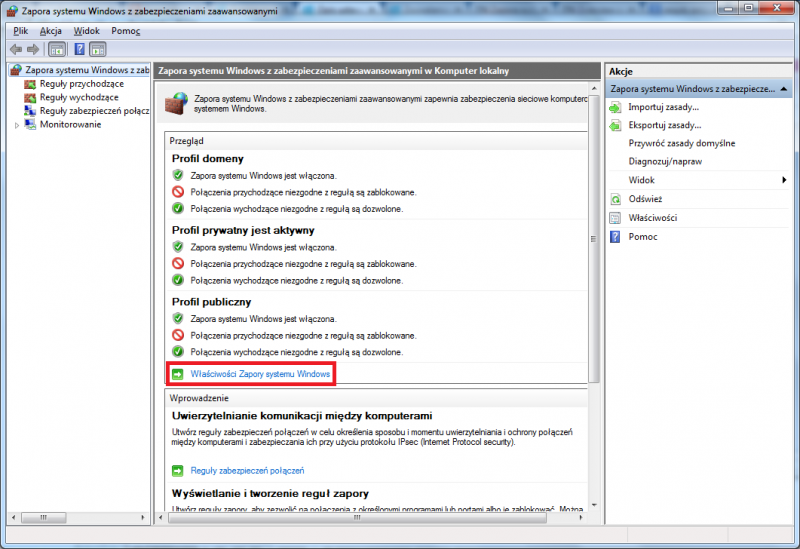 Zapora systemu Windows z zabezpieczeniami zaawansowanymi
Plik Akcja Widok Pomoc
Zapora systemu Windows z zab
Reguły przychodzące
Reguły wychodzące
Reguły zabezpieczeń połącz
Monitorowanie
Zapora systemu Windows z zabezpieczeniami zaawansowanymi w Komputer lokalny
Zapora systemu Windows z zabezpieczeniami zaawansowanymi zapewnia zabezpieczenia sieciowe komputerc
systemem Windows.
Przegląd
Profil domeny
Zapora systemu Windows jest włączona.
Połączenia przychodzące niezgodne z regułą są zablokowane.
Połączenia wychodzące niezgodne z regułą są dozwolone.
Profil prywatny jest aktywny
Zapora systemu Windows jest włączona.
Połączenia przychodzące niezgodne z regułą są zablokowane.
Połączenia wychodzące niezgodne z regułą są dozwolone.
Profil publiczny
Zapora systemu Windows jest włączona.
Połączenia przychodzące niezgodne z regułą są zablokowane.
Połączenia wychodzące niezgodne z regułą są dozwolone.
Właściwości Zapory systemu Windows
Wprowadzenie
Uwierzytelnianie komunikacji między komputerami
Utwórz reguły zabezpieczeń połączeń w celu określenia sposobu i momentu uwierzytelniania i ochrony połączeń
między komputerami i zabezpieczania ich przy użyciu protokołu IPsec (Internet Protocol security).
Reguły zabezpieczeń połączeń
Wyświetlanie i tworzenie reguł zapory
Utwórz reguły zapory, aby zezwolić na połączenia z określonymi programami lub portami albo je zablokować. Można
Akcje
Zapora systemu Windows z zabezpiecze...
Importuj zasady...
Eksportuj zasady...
Przywróć zasady domyślne
Diagnozuj/napraw
Widok
Odśwież
Właściwości
Pomoc